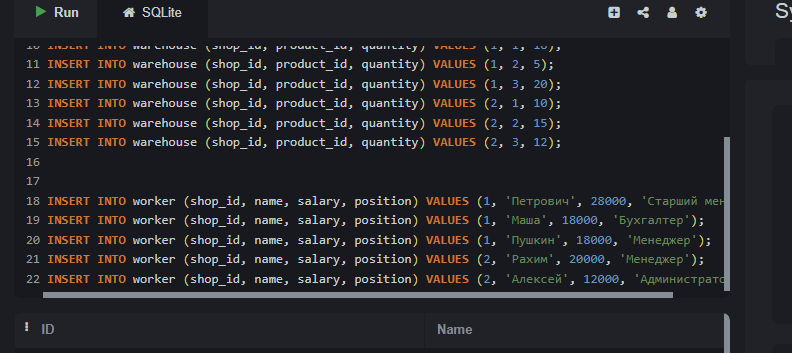 Run
SQLite
Sy
10 INSERT INTO warehouse (shop_id, product_id, quantity) VALUES (1, 1, 10);
11 INSERT INTO warehouse (shop_id, product_id, quantity) VALUES (1, 2, 5);
12 INSERT INTO warehouse (shop_id, product_id, quantity) VALUES (1, 3, 20);
13 INSERT INTO warehouse (shop_id, product_id, quantity) VALUES (2, 1, 10);
14 INSERT INTO warehouse (shop_id, product_id, quantity) VALUES (2, 2, 15);
15 INSERT INTO warehouse (shop_id, product_id, quantity) VALUES (2, 3, 12);
16
17
18 INSERT INTO worker (shop_id, name, salary, position) VALUES (1, 'Петрович', 28000, 'Старший мен
19 INSERT INTO worker (shop_id, name, salary, position) VALUES (1, 'Маша', 18000, 'Бухгалтер');
20 INSERT INTO worker (shop_id, name, salary, position) VALUES (1, 'Пушкин', 18000, 'Менеджер');
21 INSERT INTO worker (shop_id, name, salary, position) VALUES (2, 'Рахим', 20000, 'Менеджер');
22 INSERT INTO worker (shop_id, name, salary, position) VALUES (2, 'Алексей', 12000, 'Администрато
ID
Name